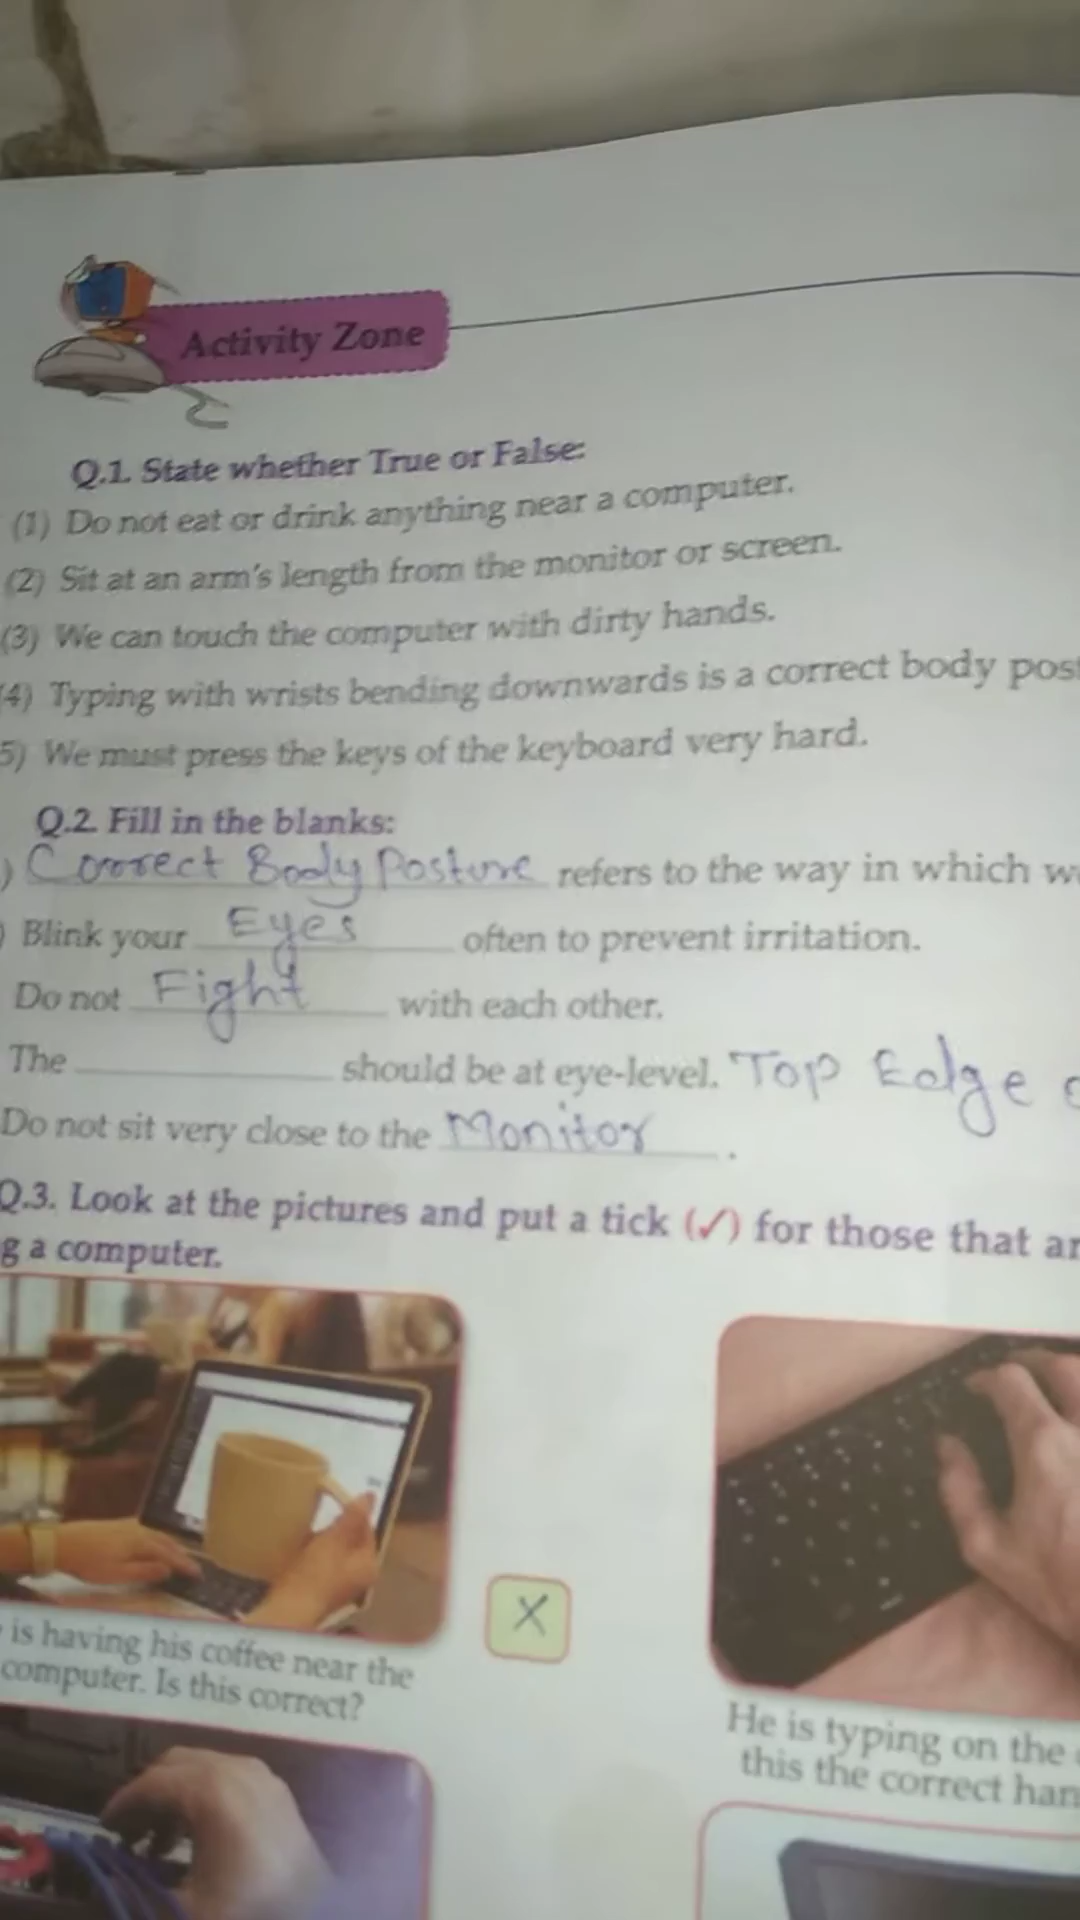 Activity Zone
Q.1. State whether True or False:
(1) Do not eat or drink anything near a computer.
(2) Sit at an arm's length from the monitor or screen.
(3) We can touch the computer with dirty hands.
(4) Typing with wrists bending downwards is a correct body
5) We must press the keys of the keyboard very hard.
Q.2. Fill in the blanks:
) Correct Body Posture refers to the way in which
) Blink your Eyes often to prevent irritation.
Do not Fight with each other.
The ____ should be at eye-level. Top Edge
Do not sit very close to the Monitor .
Q.3. Look at the pictures and put a tick (✓) for those that
g a computer.
X
is having his coffee near the
computer. Is this correct?
He is typing on the
this the correct